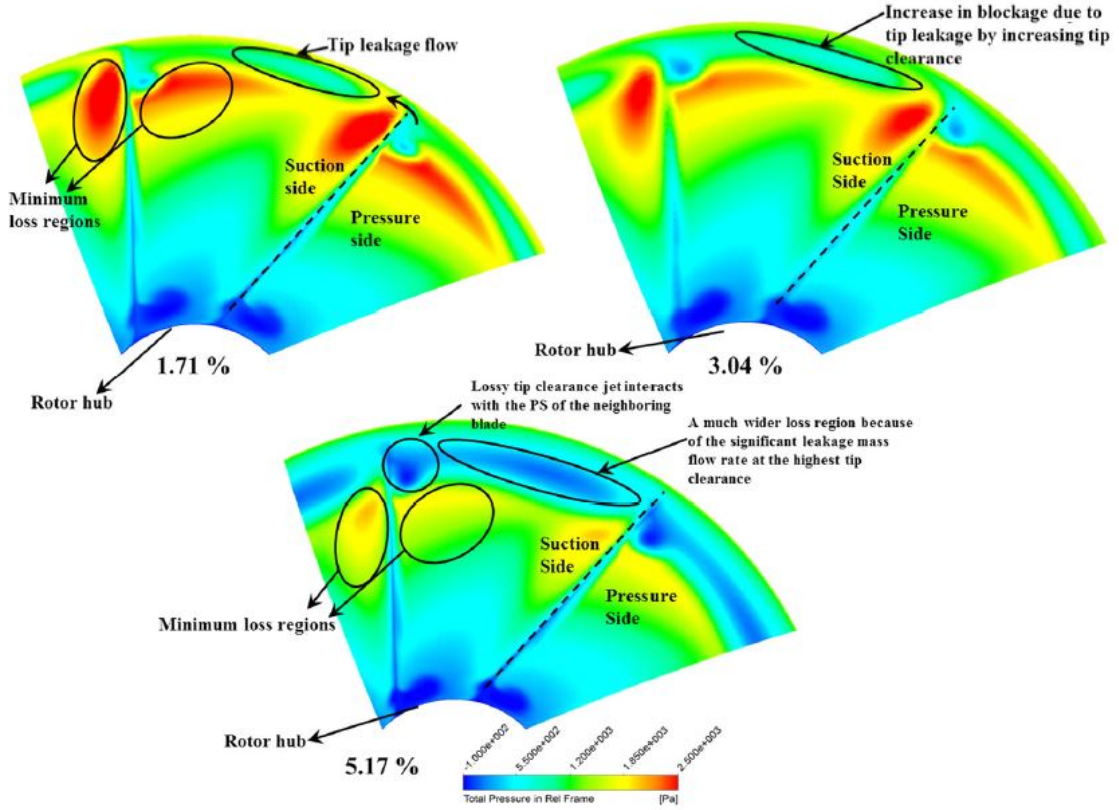 Tip leakage flow
Minimum
loss regions
Suction
side
Pressure
side
Rotor hub
1.71 %
Increase in blockage due to
tip leakage by increasing tip
clearance
Suction
Side
Pressure
Side
Rotor hub
3.04 %
Lossy tip clearance jet interacts
with the PS of the neighboring
blade
A much wider loss region because
of the significant leakage mass
flow rate at the highest tip
clearance
Suction
Side
Pressure
Side
Minimum loss regions
Rotor hub
5.17 %
-1.000e+002
5.500e+002
1.200e+003
1.850e+003
2.500e+003
Total Pressure in Rel Frame [Pa]